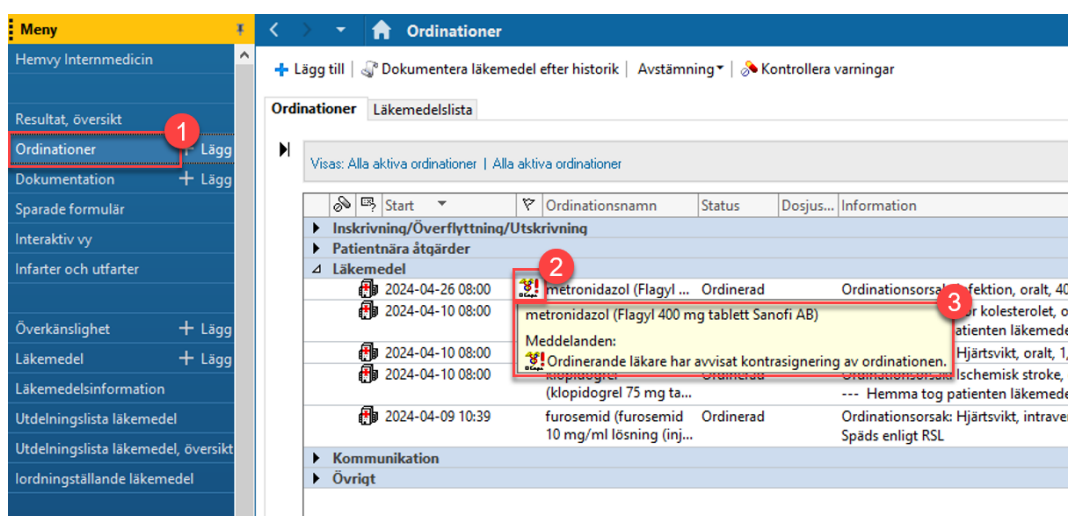 Meny
Ordinationer
Hemvy Internmedicin
Lägg till | Dokumentera läkemedel efter historik | Avstämning | Kontrollera varningar
Ordinationer Läkemedelslista
Resultat, översikt
1
Ordinationer Lägg
Dokumentation + Lägg
Sparade formulär
Interaktiv vy
Infarter och utfarter
Överkänslighet + Lägg
Läkemedel + Lägg
Läkemedelsinformation
Utdelningslista läkemedel
Utdelningslista läkemedel, översikt
Iordningställande läkemedel
Visas: Alla aktiva ordinationer | Alla aktiva ordinationer
Start Ordinationsnamn Status Dosjus... Information
Inskrivning/Överflyttning/Utskrivning
Patientnära åtgärder
Läkemedel
2
2024-04-26 08:00 metronidazol (Flagyl ... Ordinerad Ordinationsorsak: Infektion, oralt, 40
3
2024-04-10 08:00 kolesterolet, o
metronidazol (Flagyl 400 mg tablett Sanofi AB)
Meddelanden:
Ordinerande läkare har avvisat kontrasignering av ordinationen.
2024-04-10 08:00 Hjärtsvikt, oralt, 1,
2024-04-10 08:00 klopidogrel Ordinerad Ordinationsorsak: Ischemisk stroke,
(klopidogrel 75 mg ta... --- Hemma tog patienten läkemede
2024-04-09 10:39 furosemid (furosemid Ordinerad Ordinationsorsak: Hjärtsvikt, intraver
10 mg/ml lösning (inj... Späds enligt RSL
Kommunikation
Övrigt